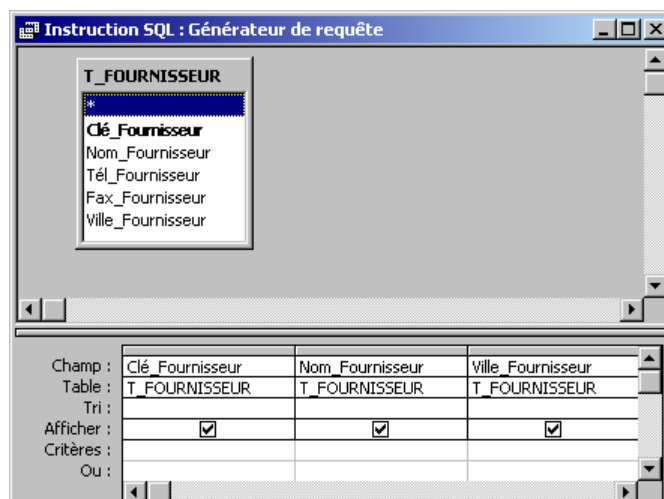 Instruction SQL : Générateur de requête
T_FOURNISSEUR
*
Clé_Fournisseur
Nom_Fournisseur
Tél_Fournisseur
Fax_Fournisseur
Ville_Fournisseur
Champ : Clé_Fournisseur Nom_Fournisseur Ville_Fournisseur
Table : T_FOURNISSEUR T_FOURNISSEUR T_FOURNISSEUR
Tri :
Afficher :
Critères :
Ou :